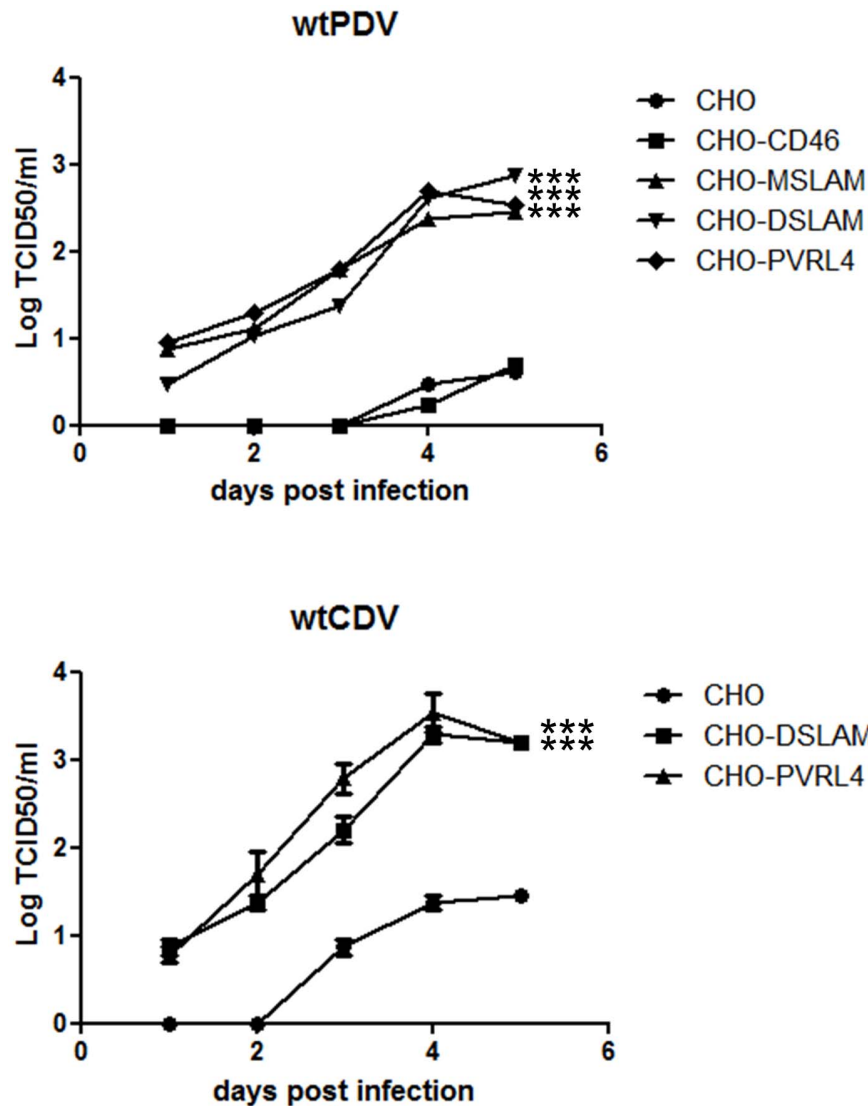 wtPDV
4
3
2
1
0
Log TCID50/ml
0 2 4 6
days post infection
***
***
***
CHO
CHO-CD46
CHO-MSLAM
CHO-DSLAM
CHO-PVRL4
wtCDV
4
3
2
1
0
Log TCID50/ml
0 2 4 6
days post infection
***
***
CHO
CHO-DSLAM
CHO-PVRL4